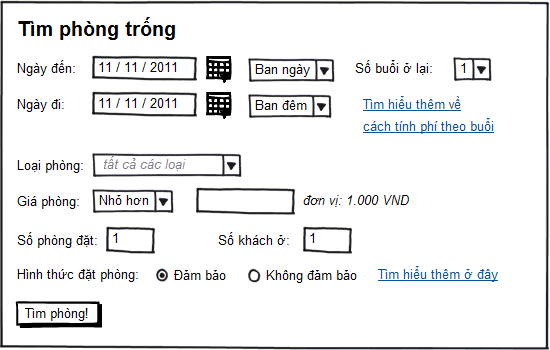 Tìm phòng trống
Ngày đến: 11 / 11 / 2011 Ban ngày Số buổi ở lại: 1
Ngày đi: 11 / 11 / 2011 Ban đêm Tìm hiểu thêm về
cách tính phí theo buổi
Loại phòng: tất cả các loại
Giá phòng: Nhỏ hơn đơn vị: 1.000 VND
Số phòng đặt: 1 Số khách ở: 1
Hình thức đặt phòng: Đảm bảo Không đảm bảo Tìm hiểu thêm ở đây
Tìm phòng!